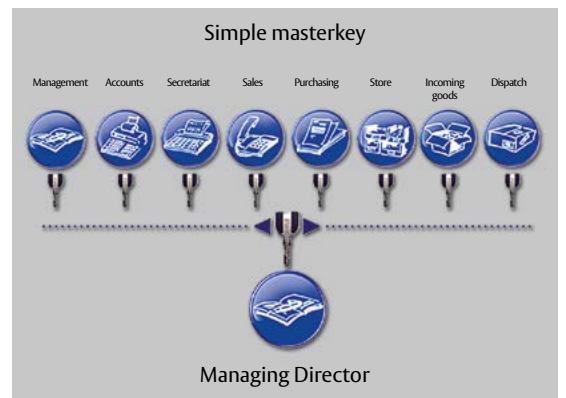 Simple masterkey
Management Accounts Secretariat Sales Purchasing Store Incoming goods Dispatch
Managing Director